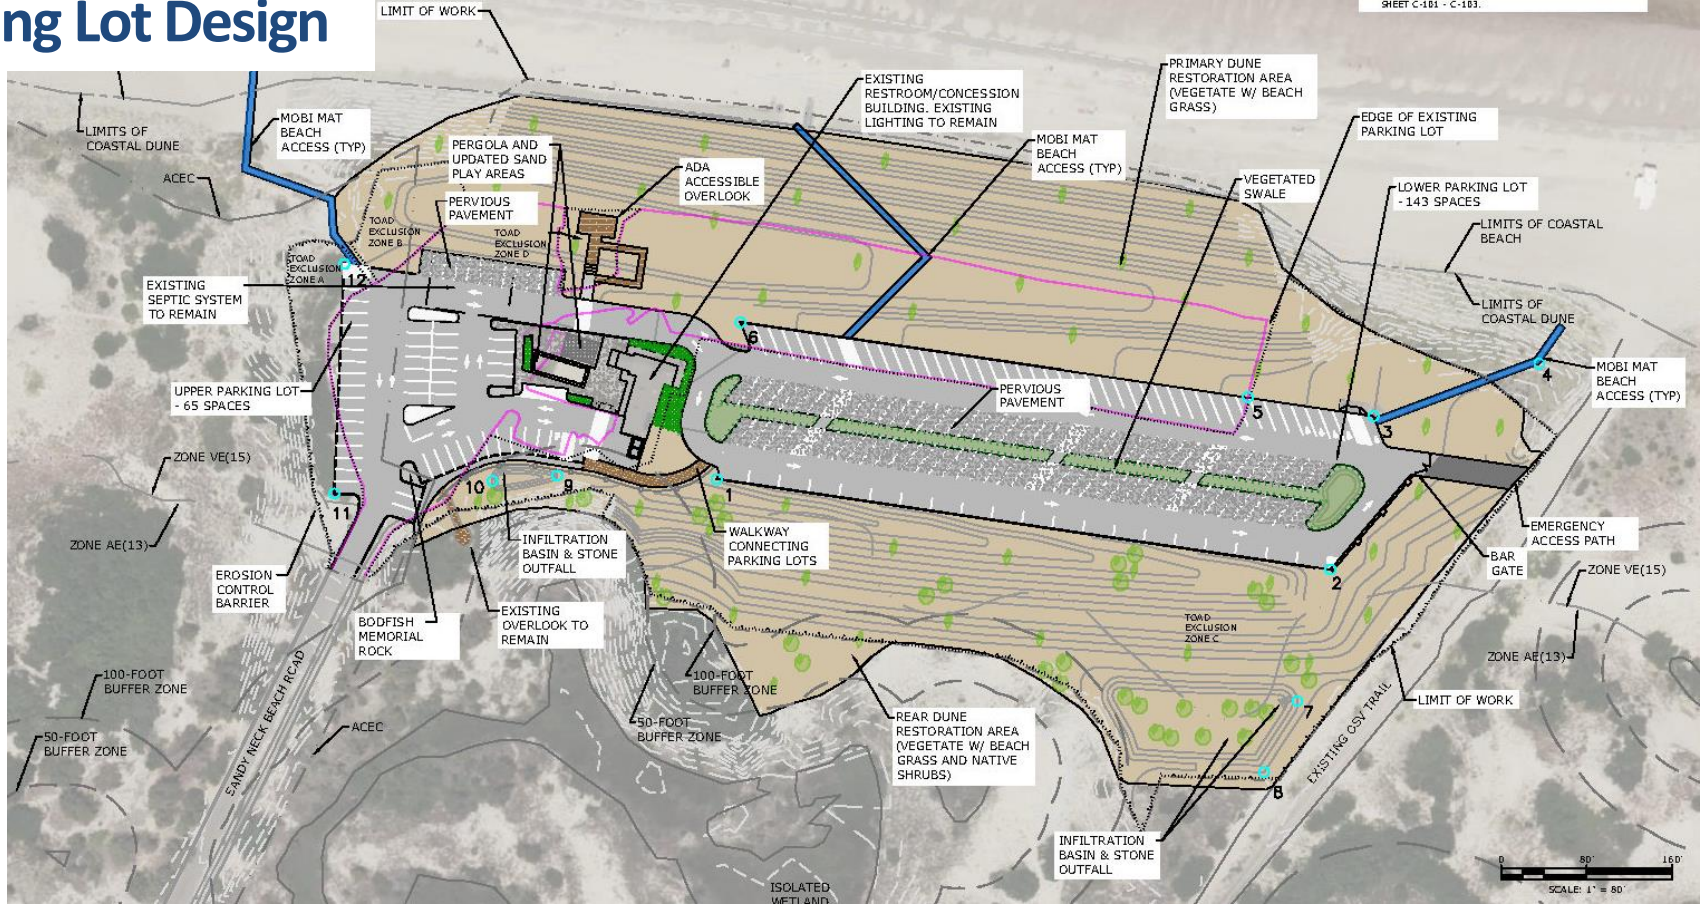 ng Lot Design
LIMIT OF WORK
SHEET C-101 - C-103.
LIMITS OF
COASTAL DUNE
MOBI MAT
BEACH
ACCESS (TYP)
ACEC
PERGOLA AND
UPDATED SAND
PLAY AREAS
PERVIOUS
PAVEMENT
EXISTING
RESTROOM/CONCESSION
BUILDING. EXISTING
LIGHTING TO REMAIN
ADA
ACCESSIBLE
OVERLOOK
MOBI MAT
BEACH
ACCESS (TYP)
PRIMARY DUNE
RESTORATION AREA
(VEGETATE W/ BEACH
GRASS)
EDGE OF EXISTING
PARKING LOT
VEGETATED
SWALE
LOWER PARKING LOT
- 143 SPACES
LIMITS OF COASTAL
BEACH
LIMITS OF
COASTAL DUNE
MOBI MAT
BEACH
ACCESS (TYP)
TOAD
EXCLUSION
ZONE B
TOAD
EXCLUSION
ZONE D
TOAD
EXCLUSION
ZONE A
EXISTING
SEPTIC SYSTEM
TO REMAIN
12
6
5
3
4
UPPER PARKING LOT
- 65 SPACES
PERVIOUS
PAVEMENT
ZONE VE(15)
ZONE AE(13)
11
10
9
1
2
EROSION
CONTROL
BARRIER
BODFISH
MEMORIAL
ROCK
INFILTRATION
BASIN & STONE
OUTFALL
EXISTING
OVERLOOK TO
REMAIN
WALKWAY
CONNECTING
PARKING LOTS
EMERGENCY
ACCESS PATH
BAR
GATE
ZONE VE(15)
ZONE AE(13)
TOAD
EXCLUSION
ZONE C
100-FOOT
BUFFER ZONE
50-FOOT
BUFFER ZONE
SANDY NECK BEACH ROAD
ACEC
100-FOOT
BUFFER ZONE
50-FOOT
BUFFER ZONE
REAR DUNE
RESTORATION AREA
(VEGETATE W/ BEACH
GRASS AND NATIVE
SHRUBS)
7
8
EXISTING OSV TRAIL
LIMIT OF WORK
INFILTRATION
BASIN & STONE
OUTFALL
ISOLATED
WETLAND
0 80' 160'
SCALE: 1" = 80'